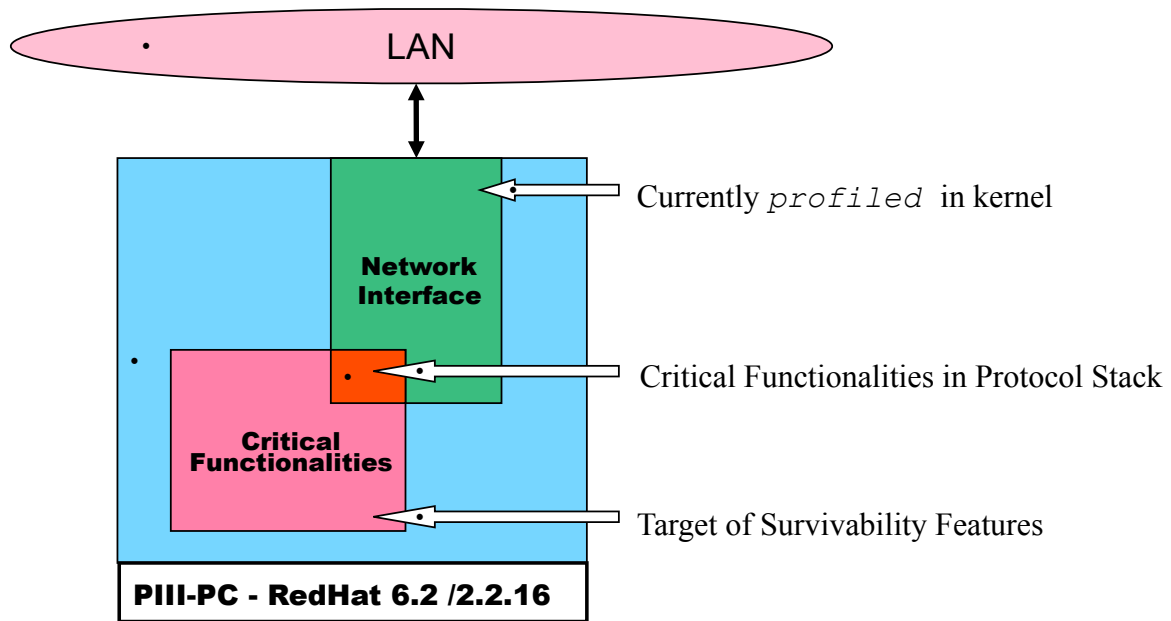 LAN
Currently profiled in kernel
Network
Interface
Critical Functionalities in Protocol Stack
Critical
Functionalities
Target of Survivability Features
PIII-PC - RedHat 6.2 /2.2.16